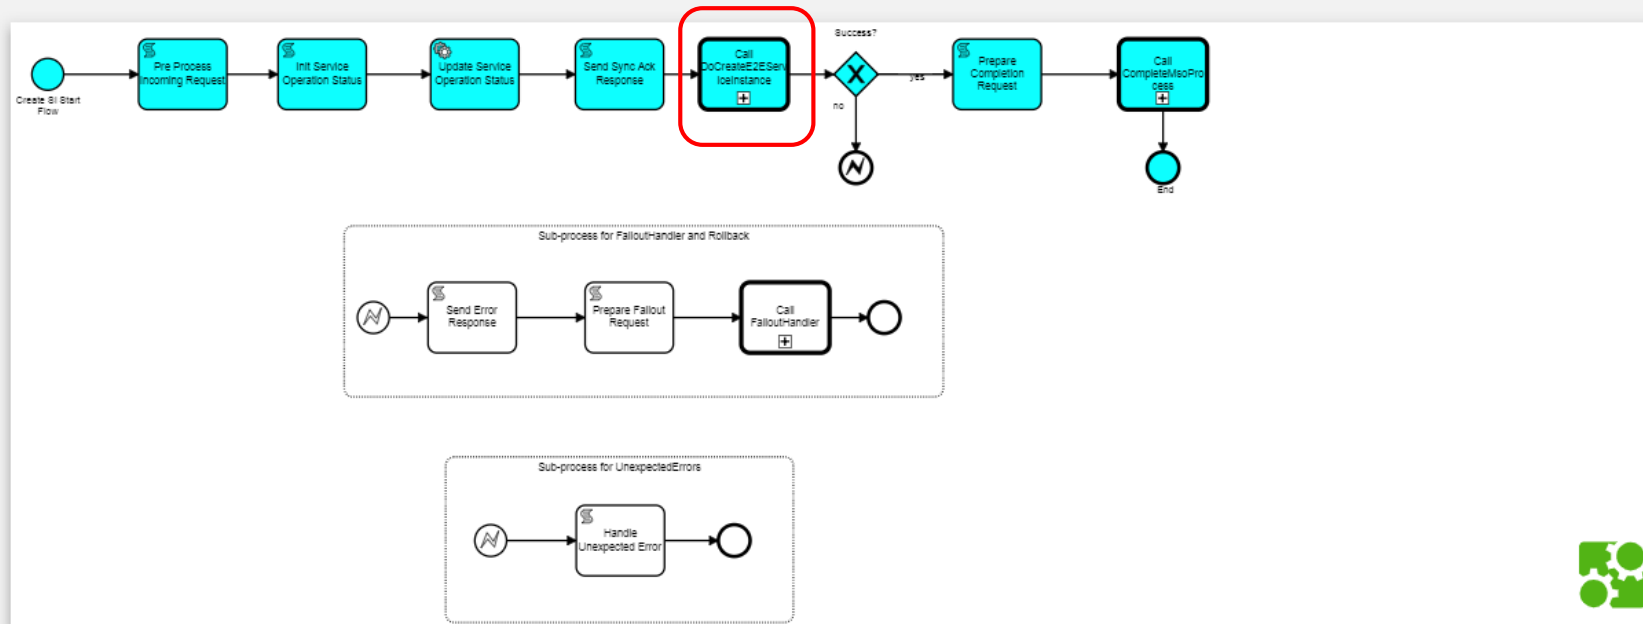 Success?
Create SI Start
Flow
Pre Process
Incoming Request
Init Service
Operation Status
Update Service
Operation Status
Send Sync Ack
Response
Call
DoCreateE2EServ
iceInstance
yes
no
Prepare
Completion
Request
Call
CompleteMsoPro
cess
End
Sub-process for FalloutHandler and Rollback
Send Error
Response
Prepare Fallout
Request
Call
FalloutHandler
Sub-process for UnexpectedErrors
Handle
Unexpected Error